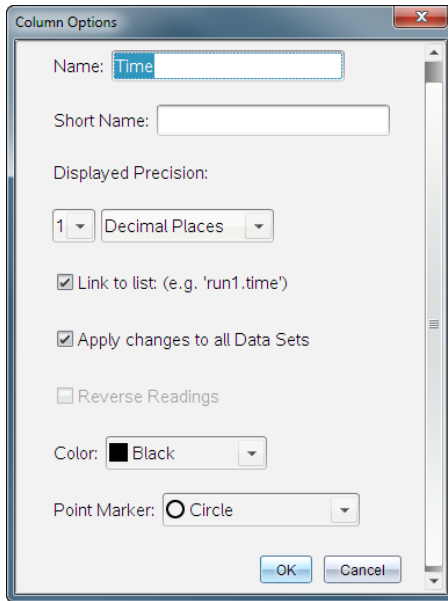 Column Options
Name: Time
Short Name:
Displayed Precision:
1 Decimal Places
Link to list: (e.g. 'run1.time')
Apply changes to all Data Sets
Reverse Readings
Color: Black
Point Marker: Circle
OK Cancel